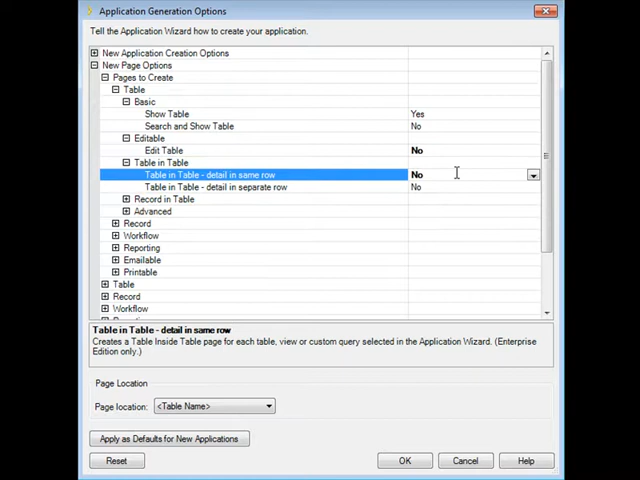 Application Generation Options
Tell the Application Wizard how to create your application.
New Application Creation Options
New Page Options
Pages to Create
Table
Basic
Show Table Yes
Search and Show Table No
Editable
Edit Table No
Table in Table
Table in Table - detail in same row No
Table in Table - detail in separate row No
Record in Table
Advanced
Record
Workflow
Reporting
Emailable
Printable
Table
Record
Workflow
Table in Table - detail in same row
Creates a Table Inside Table page for each table, view or custom query selected in the Application Wizard. (Enterprise
Edition only.)
Page Location
Page location: <Table Name>
Apply as Defaults for New Applications
Reset OK Cancel Help